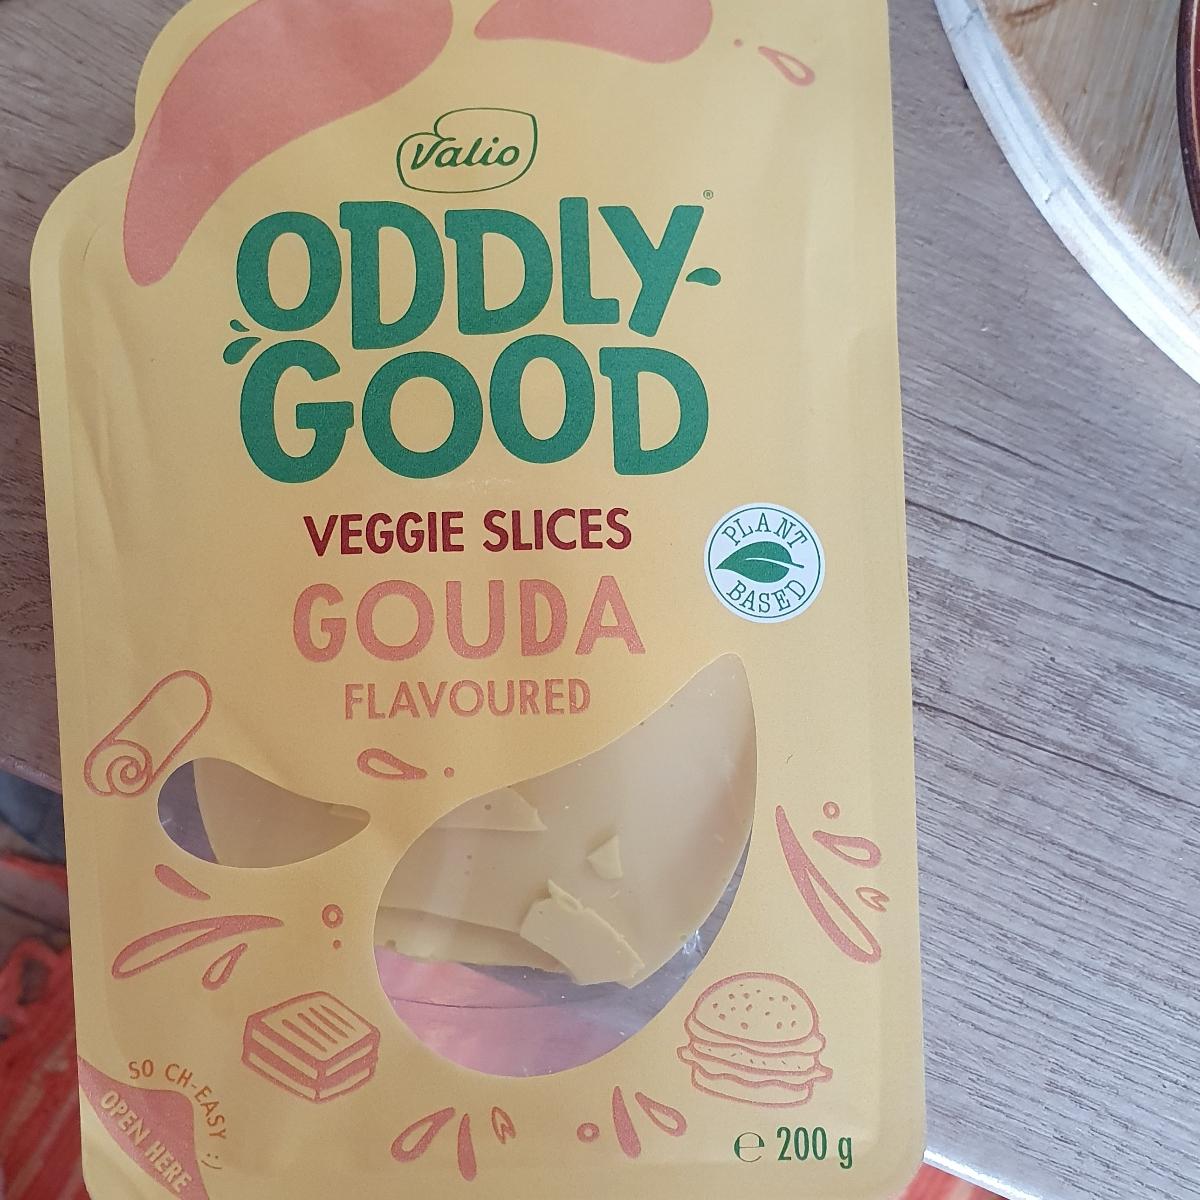 Valio
ODDLY-
GOOD®
VEGGIE SLICES
GOUDA
FLAVOURED
PLANT
BASED
SO CH-EASY :)
OPEN HERE
e 200 g